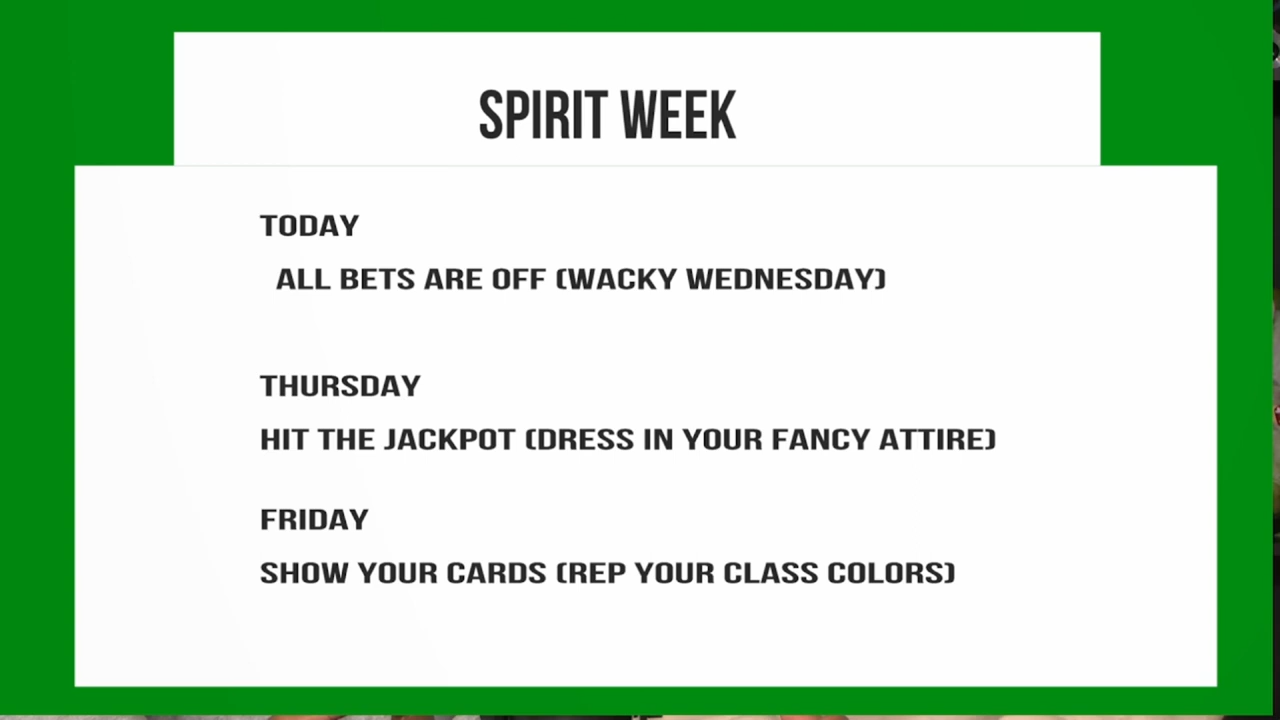 SPIRIT WEEK
TODAY
ALL BETS ARE OFF (WACKY WEDNESDAY)
THURSDAY
HIT THE JACKPOT (DRESS IN YOUR FANCY ATTIRE)
FRIDAY
SHOW YOUR CARDS (REP YOUR CLASS COLORS)